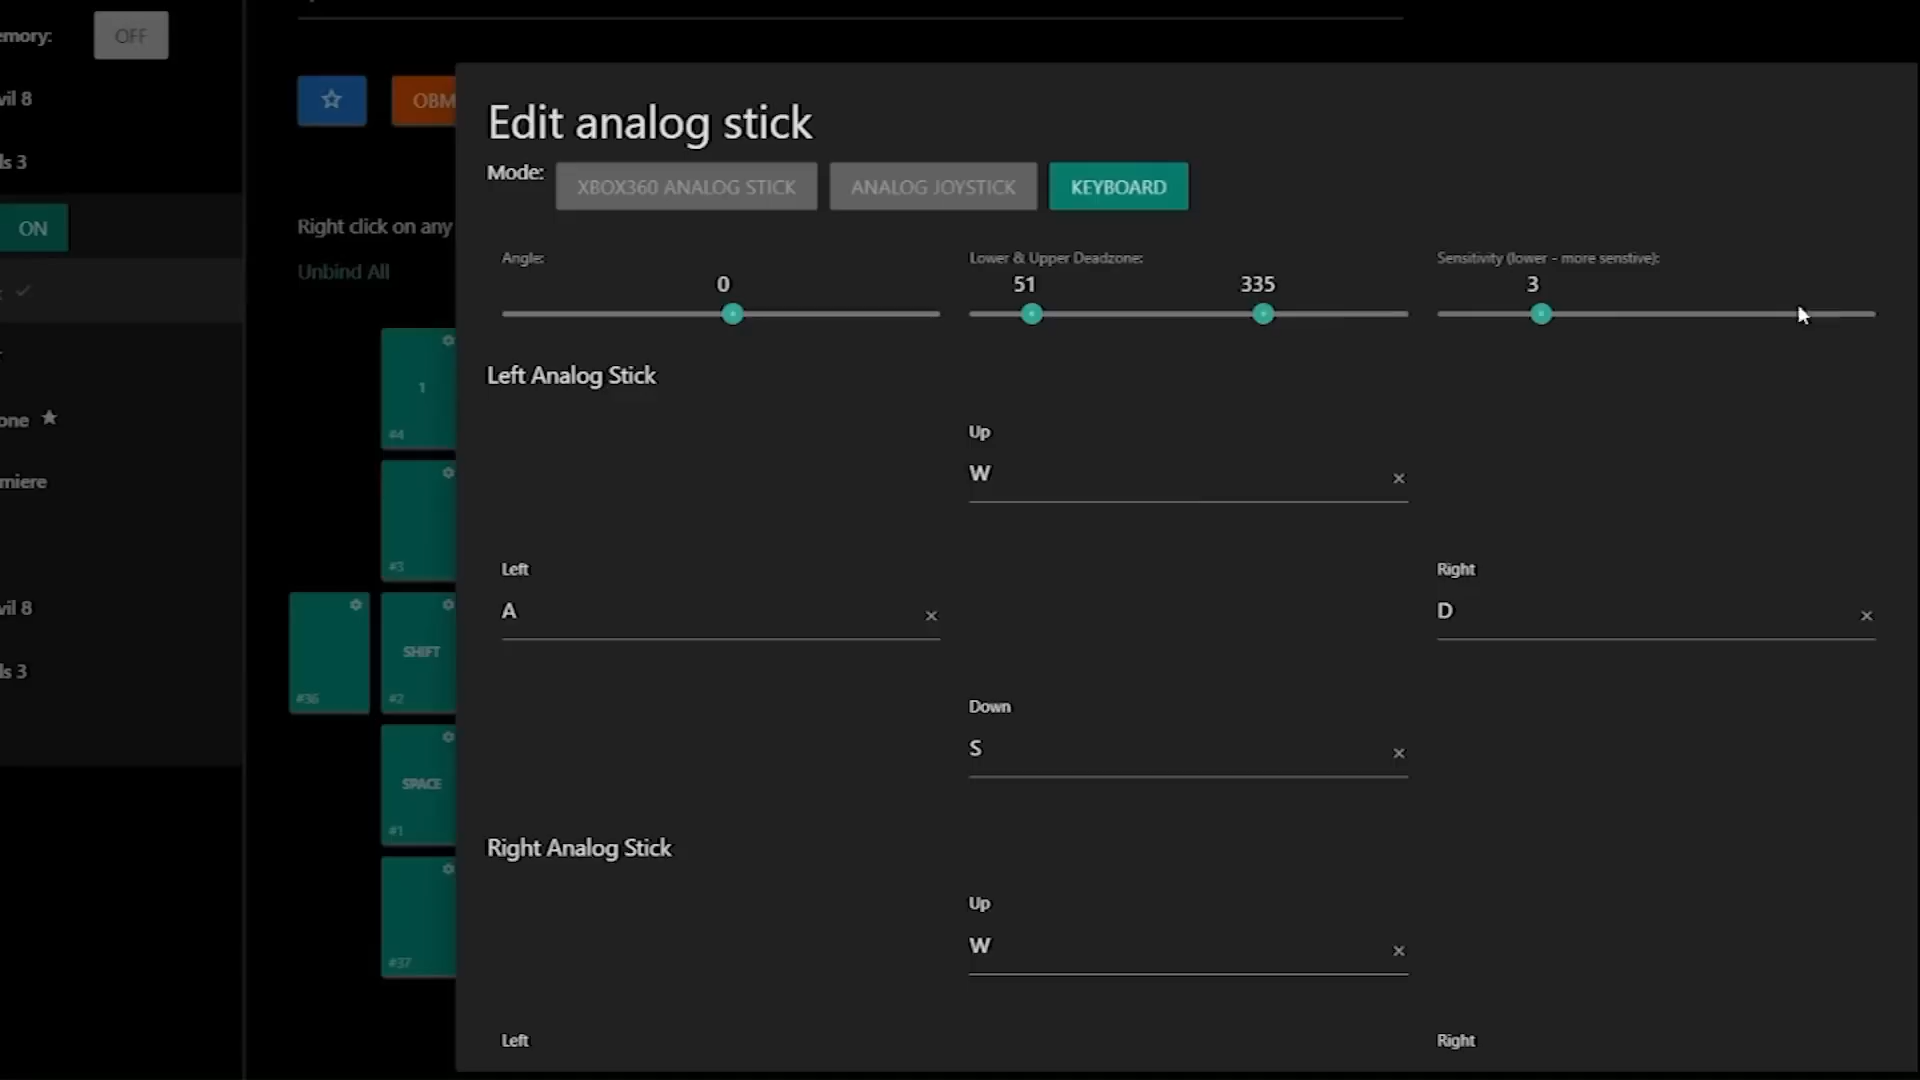 emory:
OFF
vil 8
ls 3
ON
one
miere
vil 8
ls 3
OBM
Right click on any
Unbind All
1
#4
#3
#36
SHIFT
#2
SPACE
#1
#37
Edit analog stick
Mode:
XBOX360 ANALOG STICK
ANALOG JOYSTICK
KEYBOARD
Angle:
0
Lower & Upper Deadzone:
51
335
Sensitivity (lower - more senstive):
3
Left Analog Stick
Up
W
Left
A
Right
D
Down
S
Right Analog Stick
Up
W
Left
Right